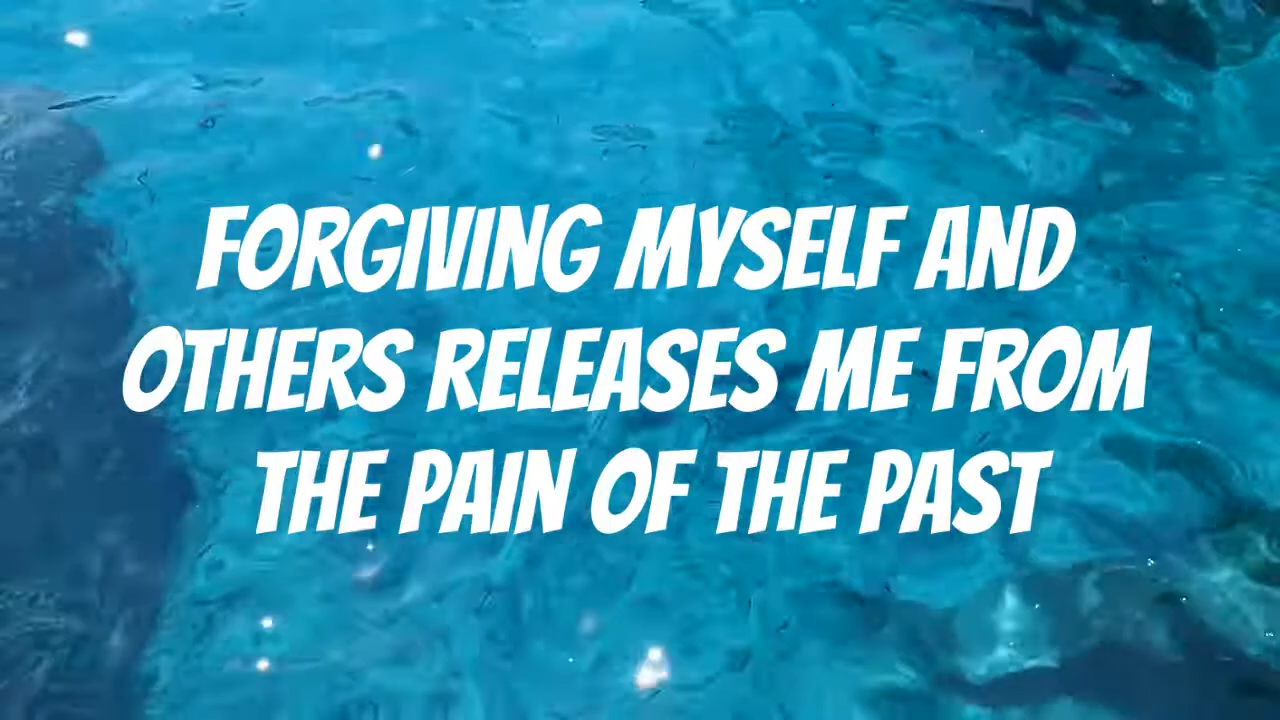 FORGIVING MYSELF AND
OTHERS RELEASES ME FROM
THE PAIN OF THE PAST